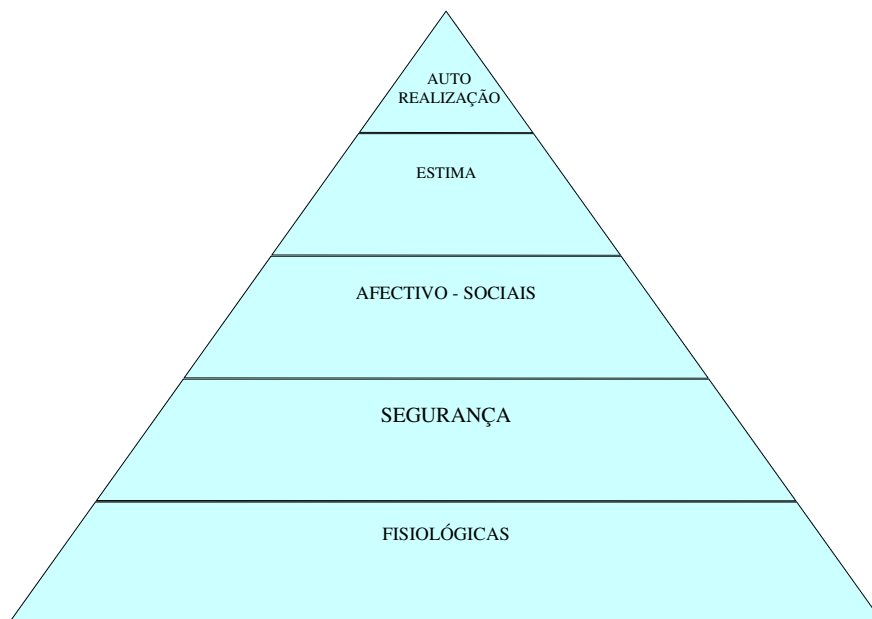 AUTO
REALIZAÇÃO
ESTIMA
AFECTIVO - SOCIAIS
SEGURANÇA
FISIOLÓGICAS